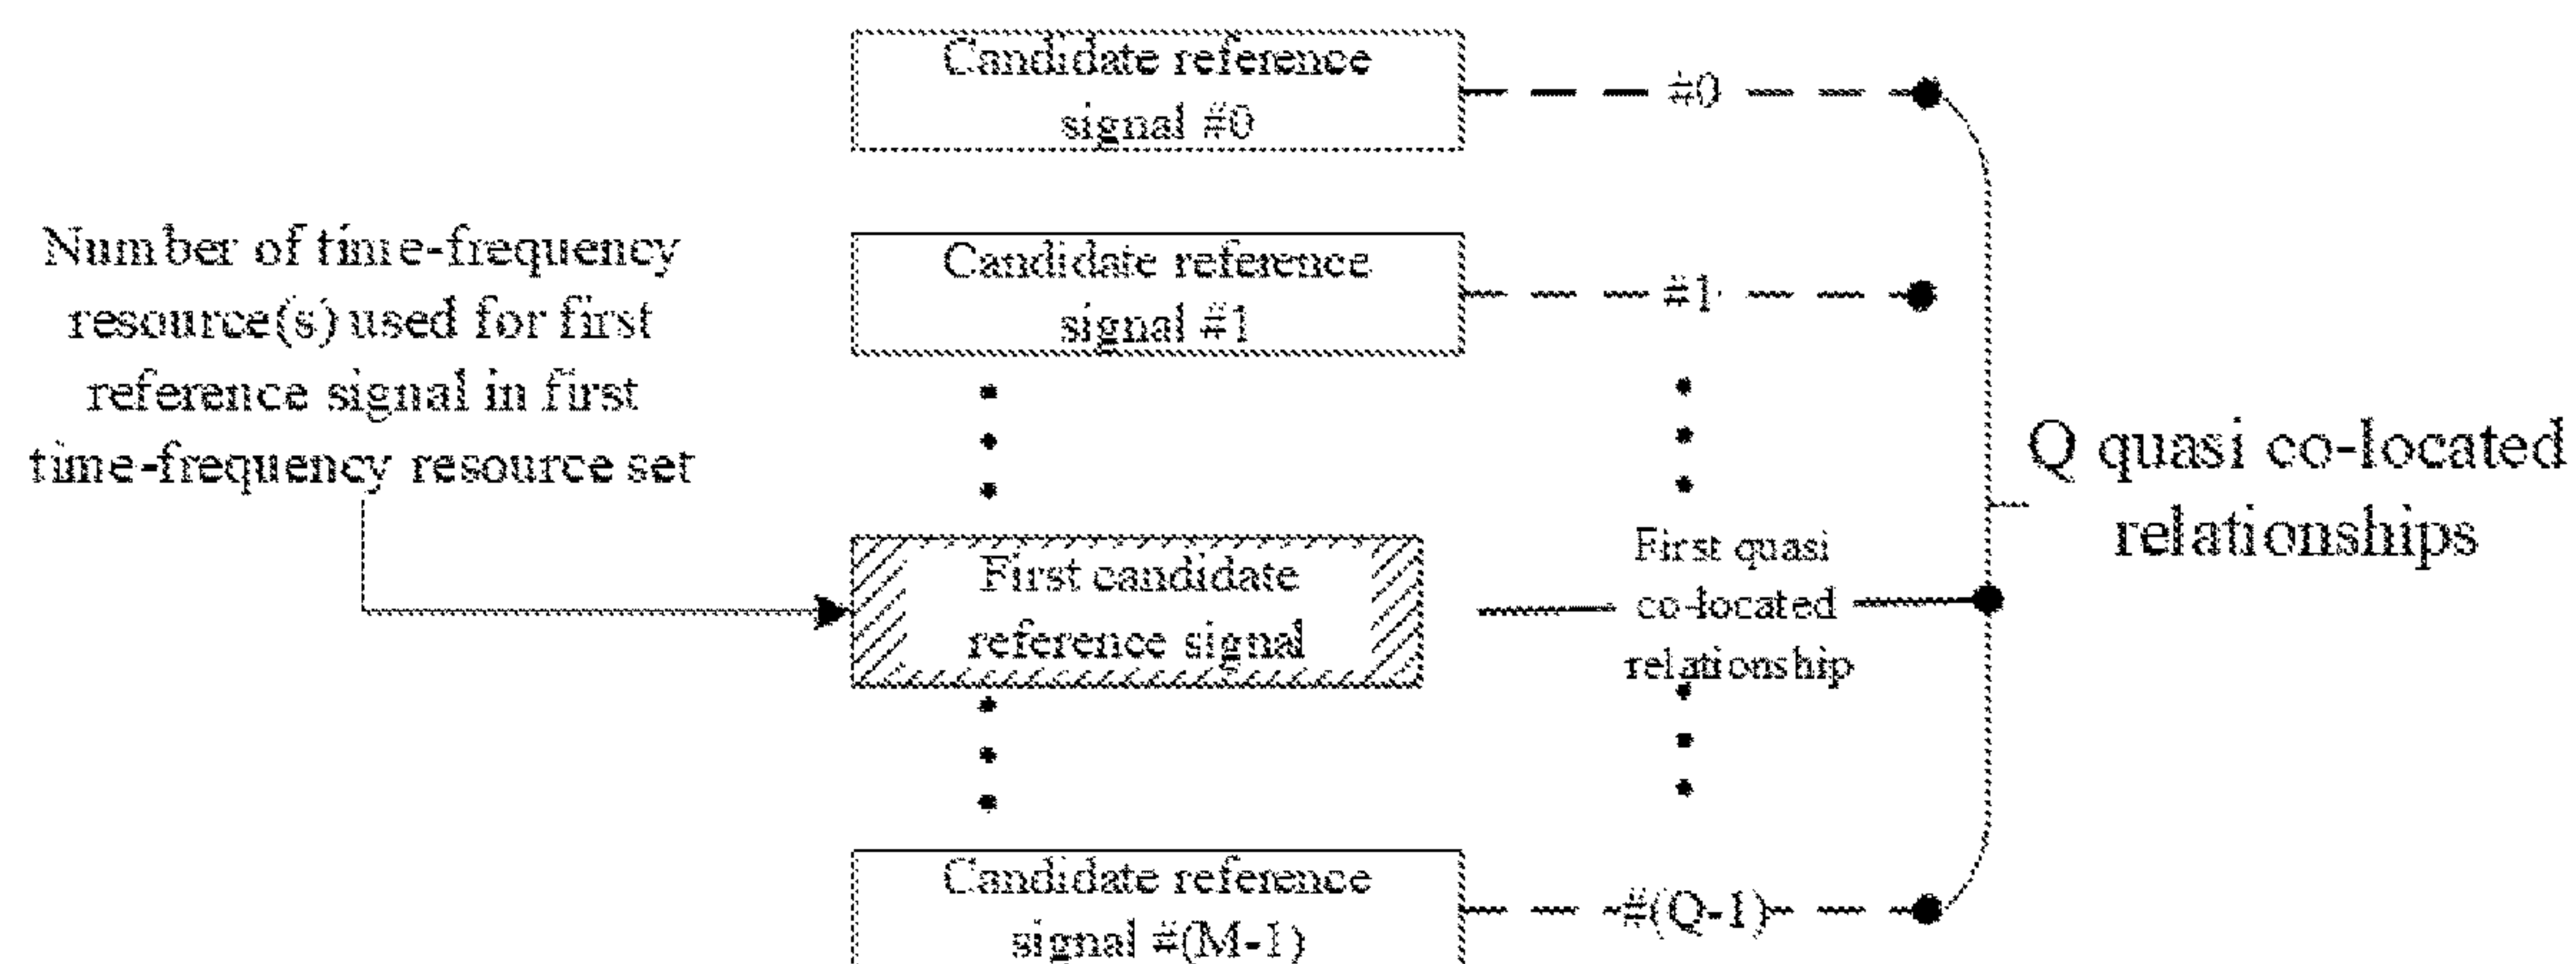 Candidate reference
signal #0
#0
Number of time-frequency
resource(s) used for first
reference signal in first
time-frequency resource set
Candidate reference
signal #1
#1
Q quasi co-located
relationships
First candidate
reference signal
First quasi
co-located
relationship
Candidate reference
signal #(M-1)
#(Q-1)